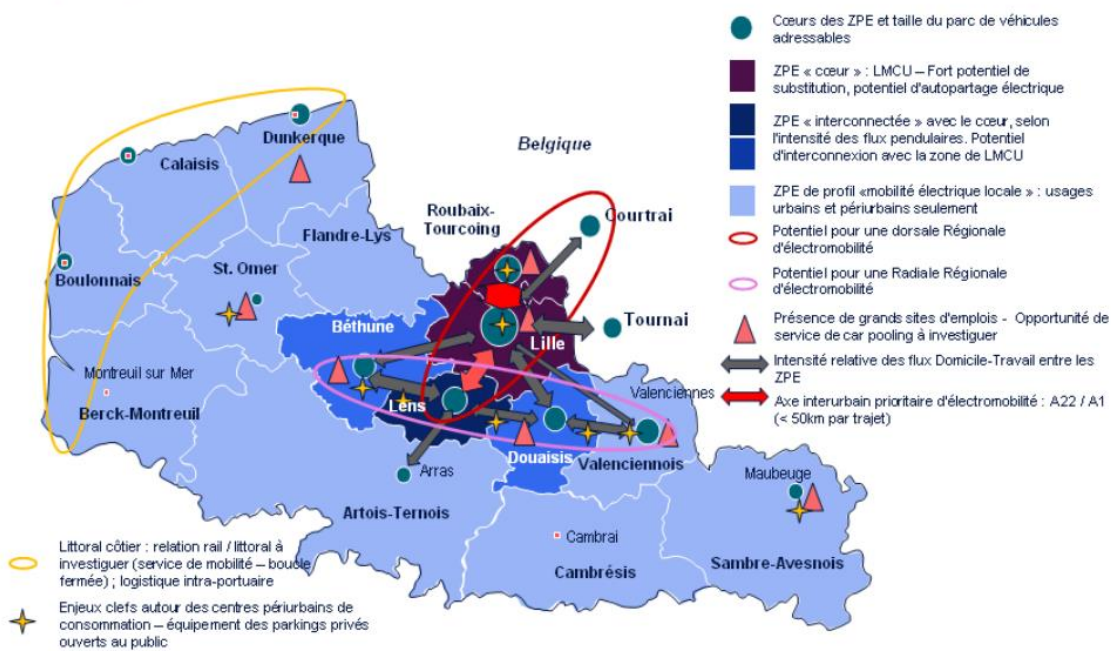 Cœurs des ZPE et taille du parc de véhicules
adressables
ZPE « cœur » : LMCU – Fort potentiel de
substitution, potentiel d'autopartage électrique
ZPE « interconnectée » avec le cœur, selon
l'intensité des flux pendulaires. Potentiel
d'interconnexion avec la zone de LMCU
ZPE de profil «mobilité électrique locale » : usages
urbains et périurbains seulement
Potentiel pour une dorsale Régionale
d'électromobilité
Potentiel pour une Radiale Régionale
d'électromobilité
Présence de grands sites d'emplois - Opportunité de
service de car pooling à investiguer
Intensité relative des flux Domicile-Travail entre les
ZPE
Axe interurbain prioritaire d'électromobilité : A22 / A1
(< 50km par trajet)
Dunkerque
Calaisis
Belgique
Roubaix-
Tourcoing
Courtrai
Flandre-Lys
Boulonnais
St. Omer
Tournai
Béthune
Lille
Montreuil sur Mer
Berck-Montreuil
Lens
Valenciennes
Arras
Douaisis
Valenciennois
Maubeuge
Artois-Ternois
Cambrai
Cambrésis
Sambre-Avesnois
Littoral côtier : relation rail / littoral à
investiguer (service de mobilité – boucle
fermée) ; logistique intra-portuaire
Enjeux clefs autour des centres périurbains de
consommation – équipement des parkings privés
ouverts au public